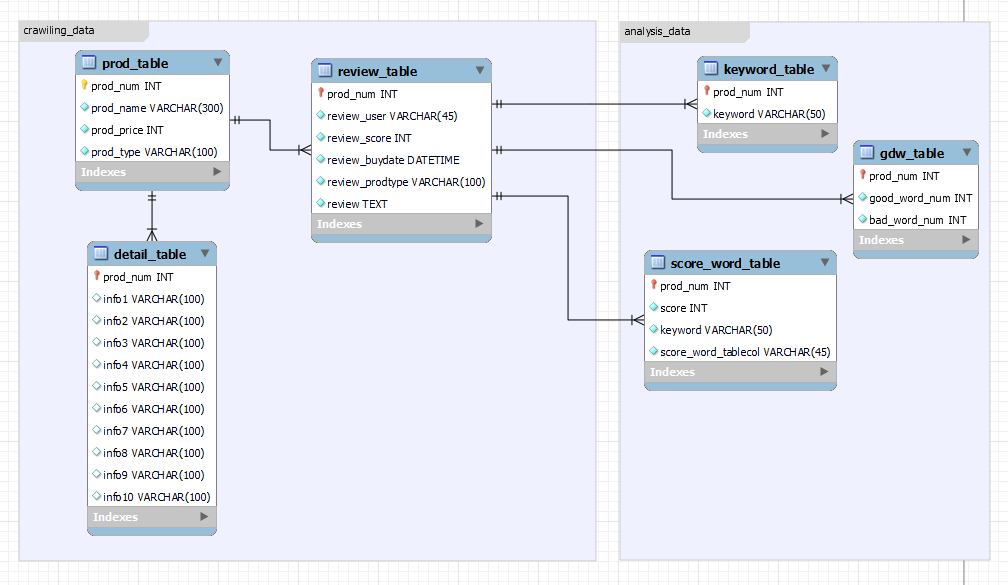 crawiling_data
prod_table
prod_num INT
prod_name VARCHAR(300)
prod_price INT
prod_type VARCHAR(100)
Indexes
detail_table
prod_num INT
info1 VARCHAR(100)
info2 VARCHAR(100)
info3 VARCHAR(100)
info4 VARCHAR(100)
info5 VARCHAR(100)
info6 VARCHAR(100)
info7 VARCHAR(100)
info8 VARCHAR(100)
info9 VARCHAR(100)
info10 VARCHAR(100)
Indexes
review_table
prod_num INT
review_user VARCHAR(45)
review_score INT
review_buydate DATETIME
review_prodtype VARCHAR(100)
review TEXT
Indexes
analysis_data
keyword_table
prod_num INT
keyword VARCHAR(50)
Indexes
gdw_table
prod_num INT
good_word_num INT
bad_word_num INT
Indexes
score_word_table
prod_num INT
score INT
keyword VARCHAR(50)
score_word_tablecol VARCHAR(45)
Indexes